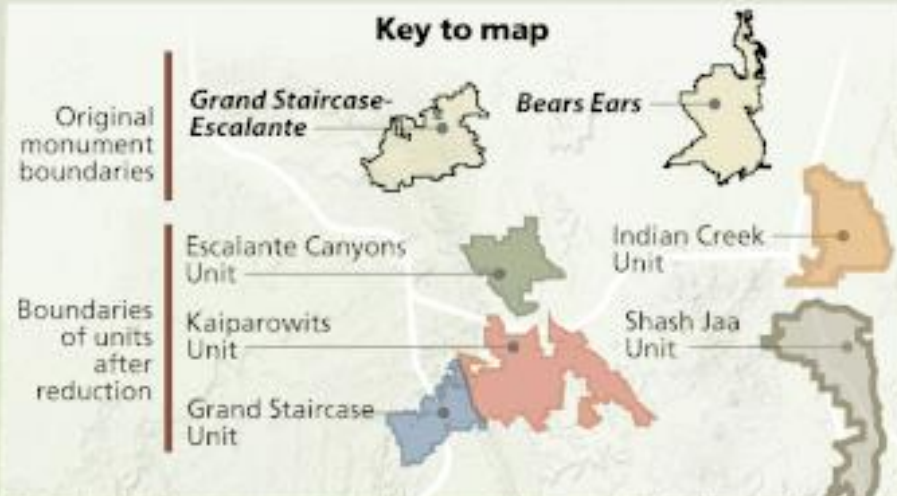 Key to map
Original
monument
boundaries
Grand Staircase-
Escalante
Bears Ears
Boundaries
of units
after
reduction
Escalante Canyons
Unit
Kaiparowits
Unit
Grand Staircase
Unit
Indian Creek
Unit
Shash Jaa
Unit